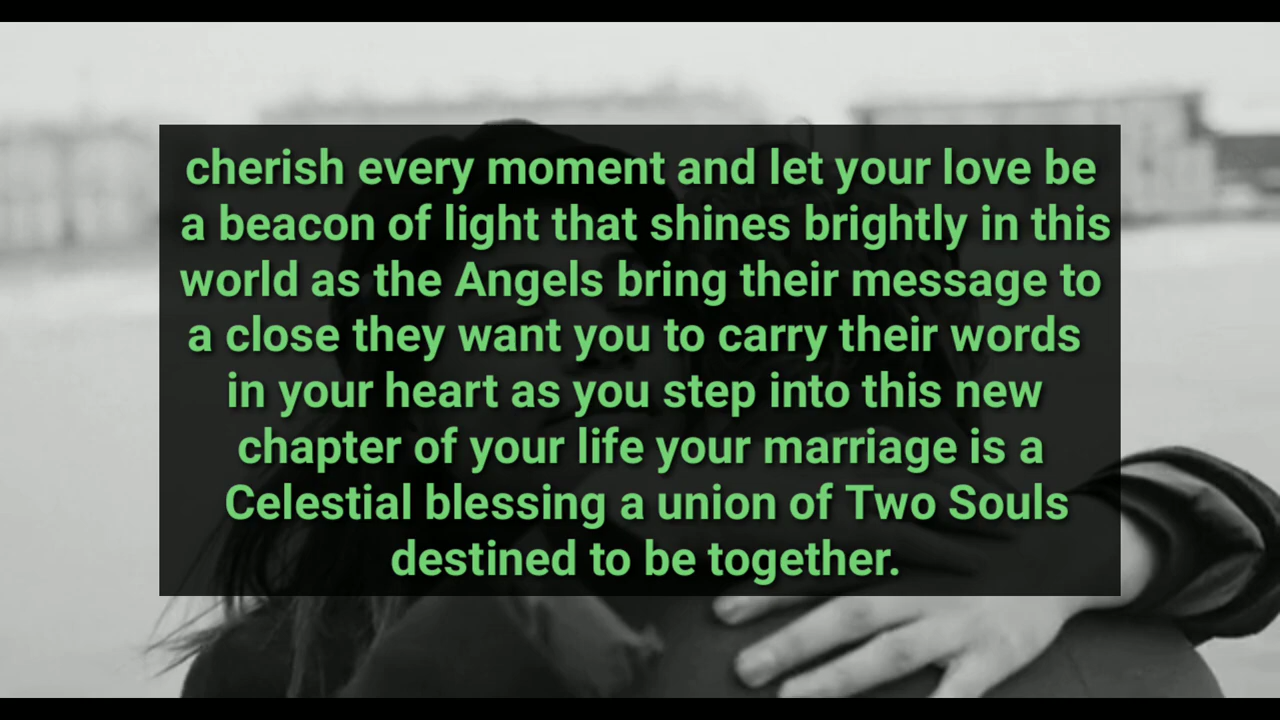 cherish every moment and let your love be
a beacon of light that shines brightly in this
world as the Angels bring their message to
a close they want you to carry their words
in your heart as you step into this new
chapter of your life your marriage is a
Celestial blessing a union of Two Souls
destined to be together.